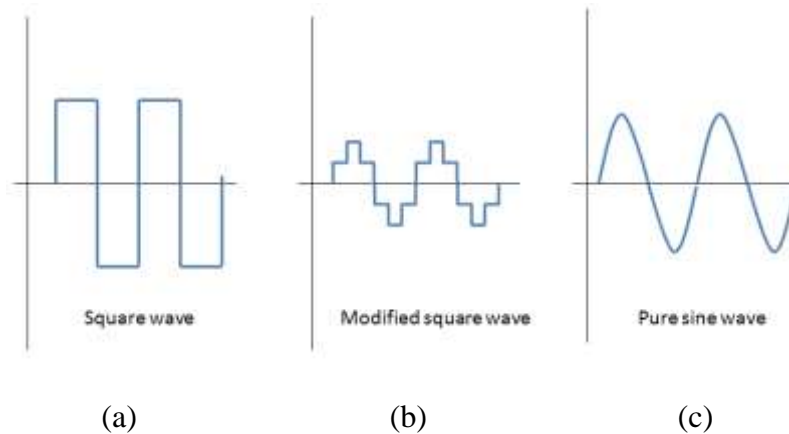 Square wave
Modified square wave
Pure sine wave
(a)
(b)
(c)